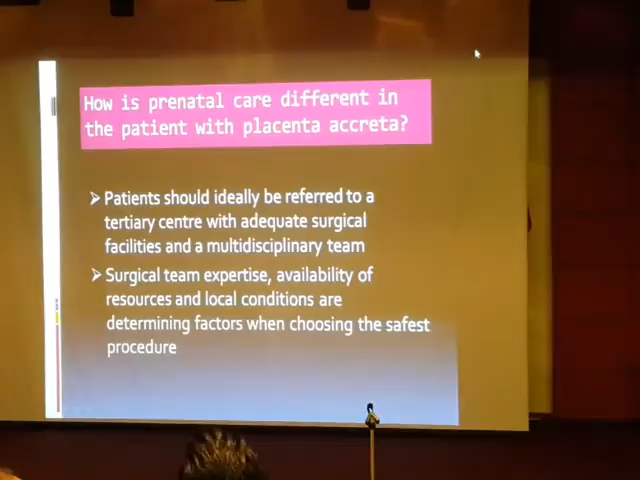 How is prenatal care different in
the patient with placenta accreta?
➢ Patients should ideally be referred to a
tertiary centre with adequate surgical
facilities and a multidisciplinary team
➢ Surgical team expertise, availability of
resources and local conditions are
determining factors when choosing the safest
procedure